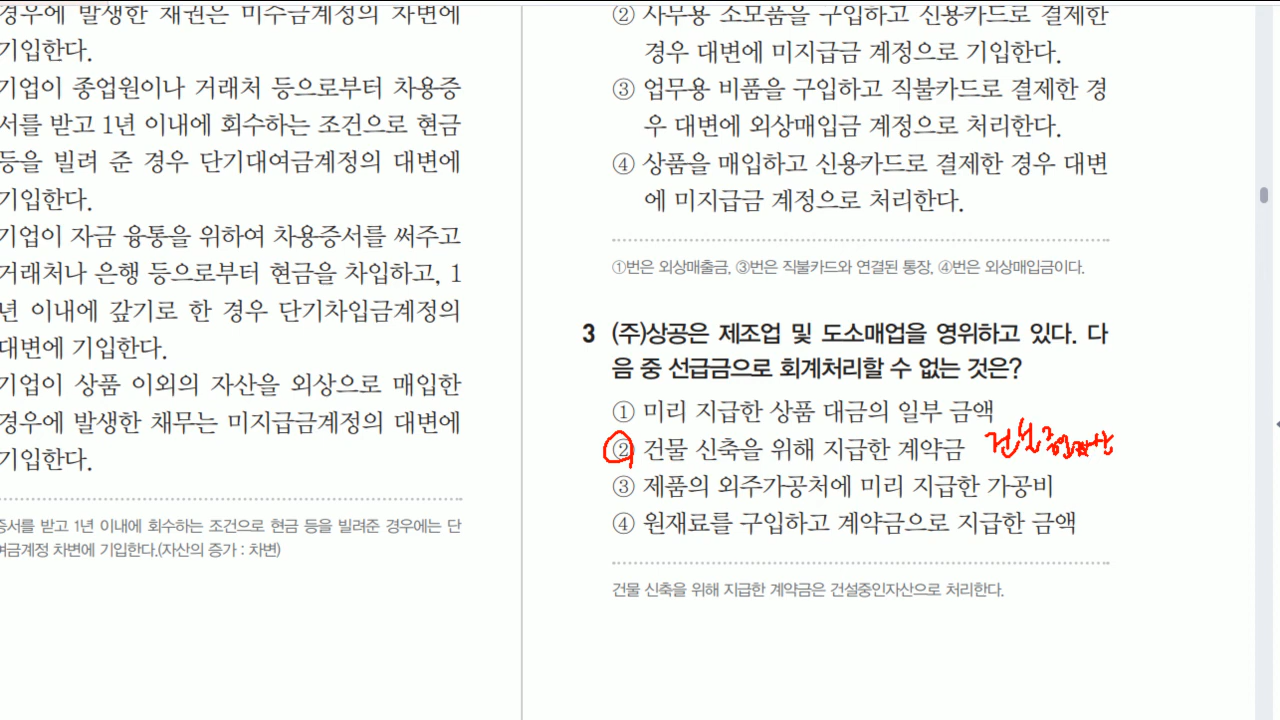 경우에 발생한 채권은 미수금계정의 차변에
기입한다.
기업이 종업원이나 거래처 등으로부터 차용증
서를 받고 1년 이내에 회수하는 조건으로 현금
등을 빌려 준 경우 단기대여금계정의 대변에
기입한다.
기업이 자금 융통을 위하여 차용증서를 써주고
거래처나 은행 등으로부터 현금을 차입하고, 1
년 이내에 갚기로 한 경우 단기차입금계정의
대변에 기입한다.
기업이 상품 이외의 자산을 외상으로 매입한
경우에 발생한 채무는 미지급금계정의 대변에
기입한다.
증서를 받고 1년 이내에 회수하는 조건으로 현금 등을 빌려준 경우에는 단
여금계정 차변에 기입한다.(자산의 증가 : 차변)
② 사무용 소모품을 구입하고 신용카드로 결제한
경우 대변에 미지급금 계정으로 기입한다.
③ 업무용 비품을 구입하고 직불카드로 결제한 경
우 대변에 외상매입금 계정으로 처리한다.
④ 상품을 매입하고 신용카드로 결제한 경우 대변
에 미지급금 계정으로 처리한다.
①번은 외상매출금, ③번은 직불카드와 연결된 통장, ④번은 외상매입금이다.
3 (주)상공은 제조업 및 도소매업을 영위하고 있다. 다
음 중 선급금으로 회계처리할 수 없는 것은?
① 미리 지급한 상품 대금의 일부 금액
② 건물 신축을 위해 지급한 계약금 건설중인자산
③ 제품의 외주가공처에 미리 지급한 가공비
④ 원재료를 구입하고 계약금으로 지급한 금액
건물 신축을 위해 지급한 계약금은 건설중인자산으로 처리한다.